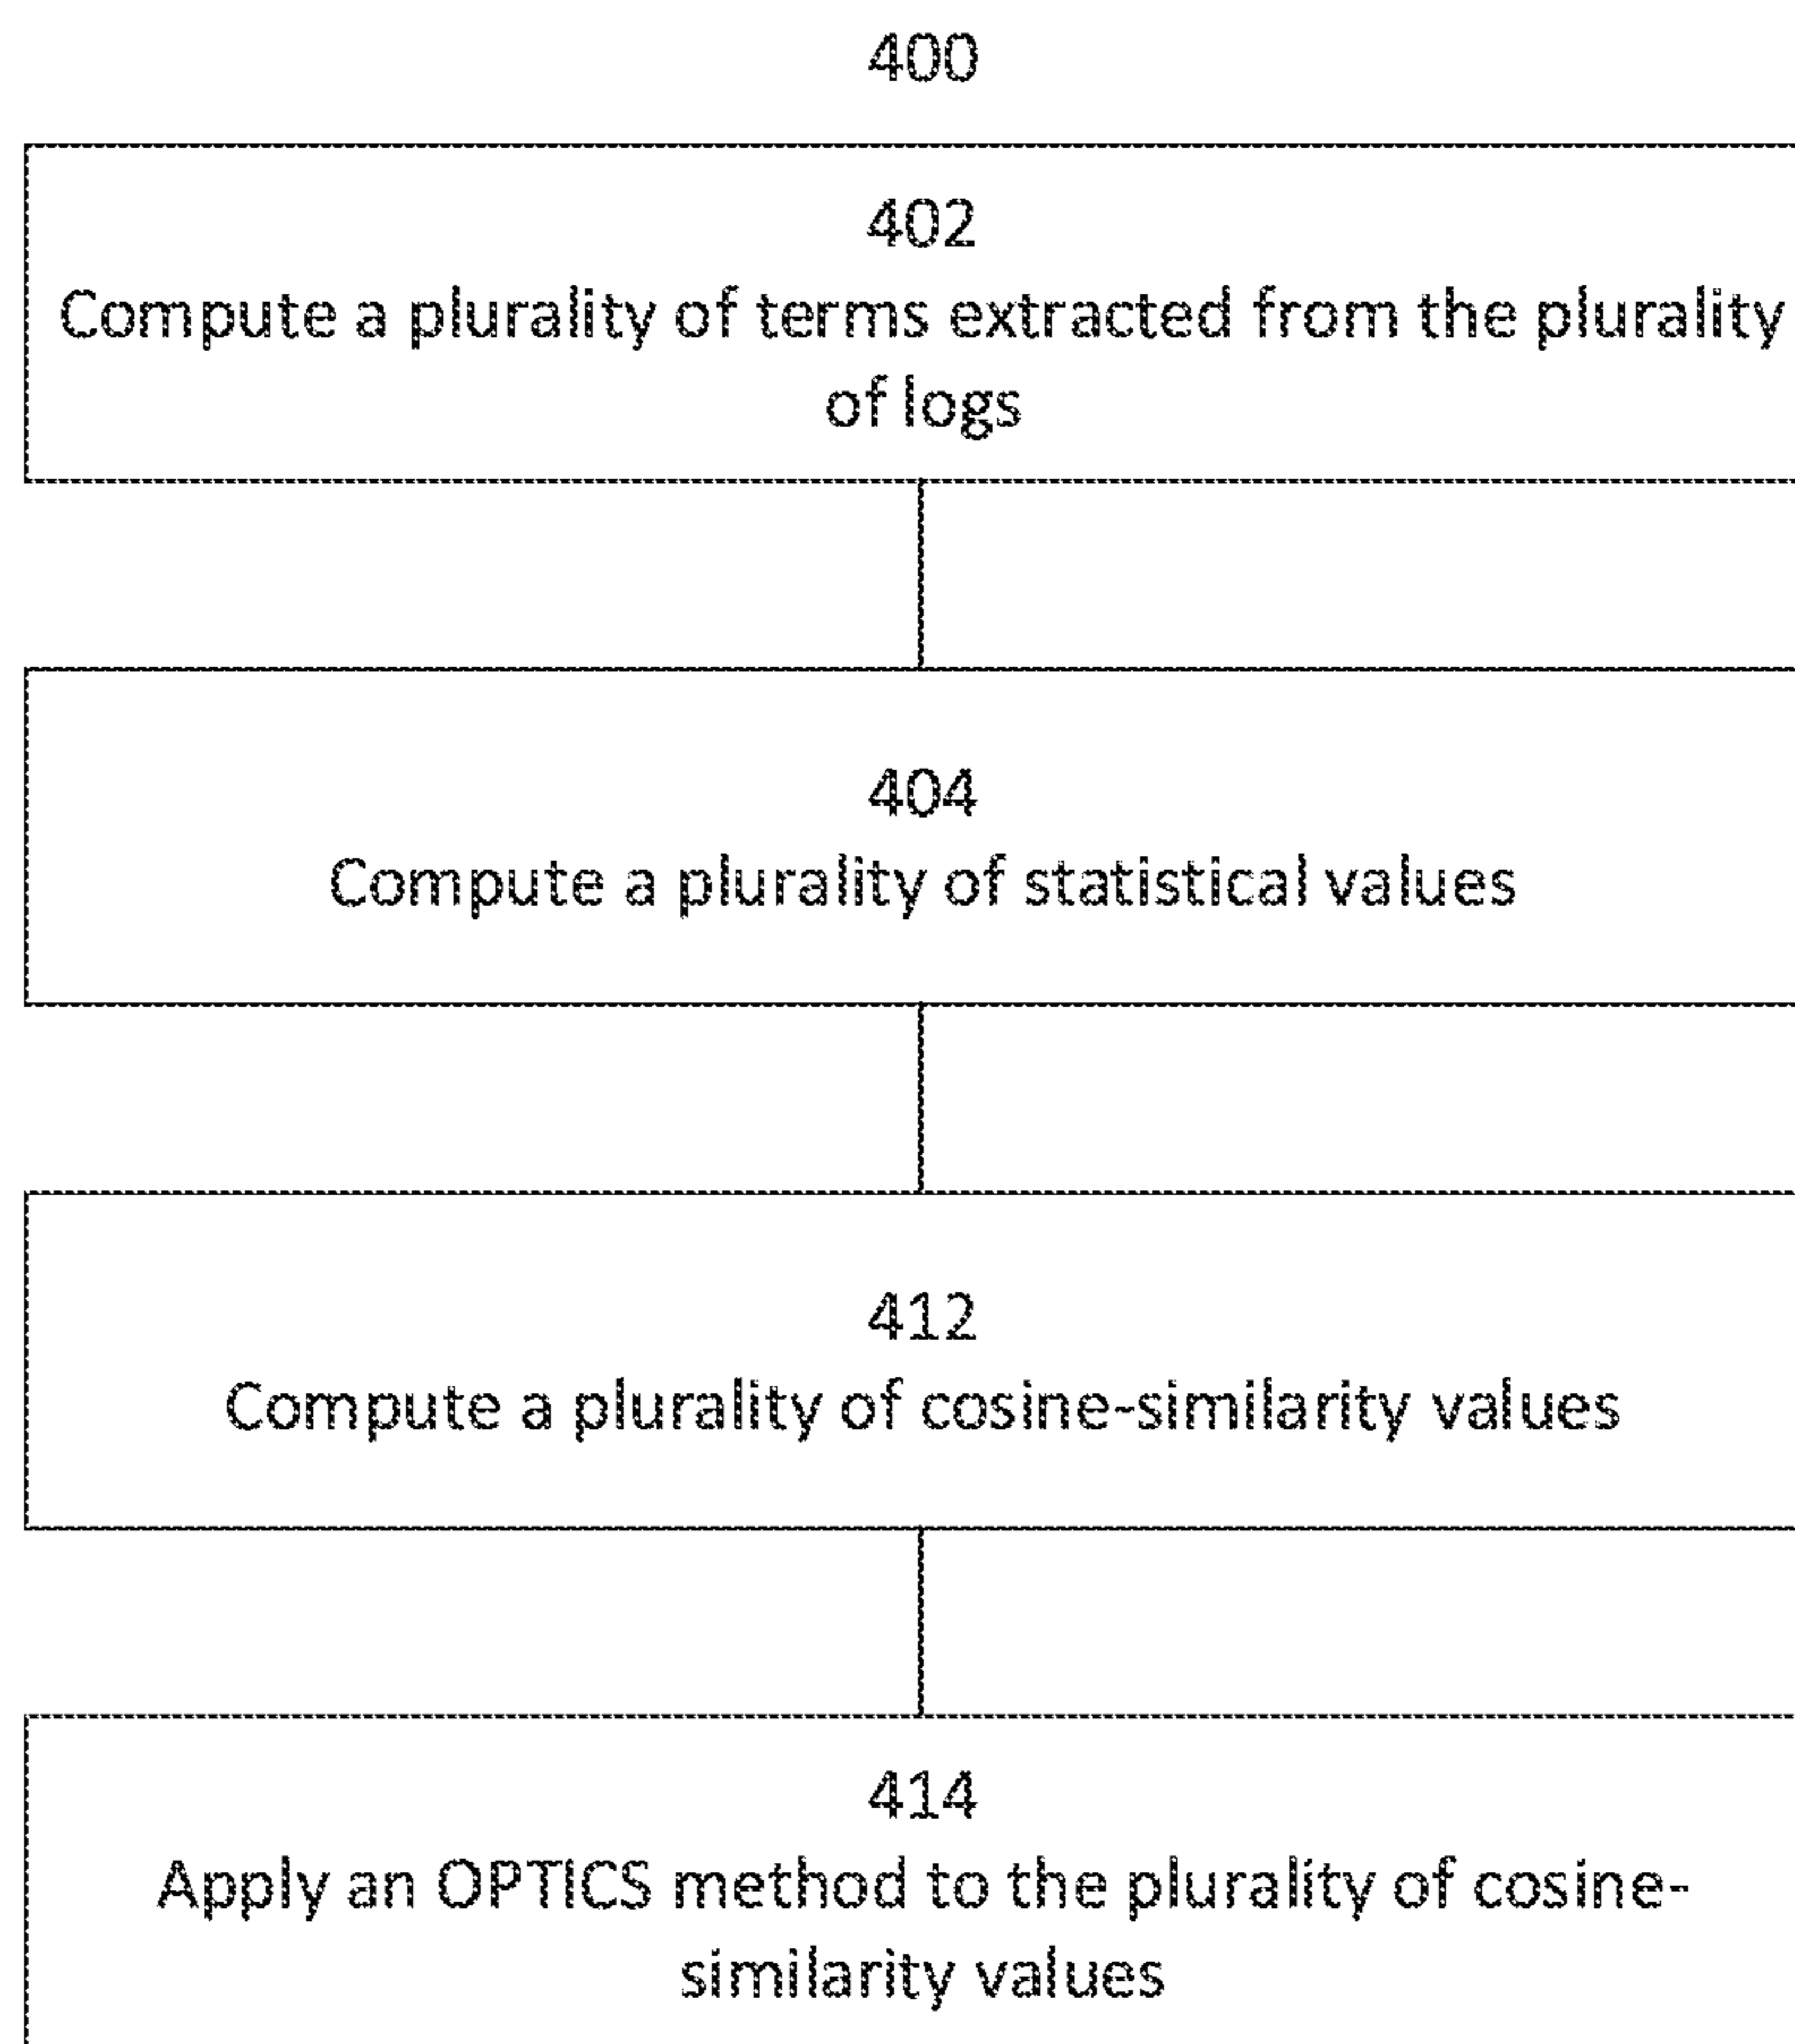 400
402
Compute a plurality of terms extracted from the plurality
of logs
404
Compute a plurality of statistical values
412
Compute a plurality of cosine-similarity values
414
Apply an OPTICS method to the plurality of cosine-
similarity values